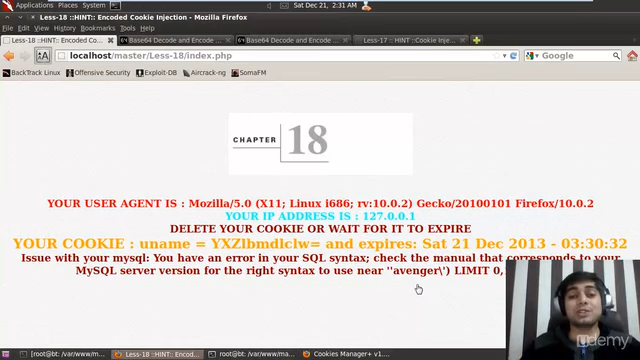 Applications Places System Sat Dec 21, 2:31 AM
Less-18 ::HINT:: Encoded Cookie Injection - Mozilla Firefox
File Edit View History Bookmarks Tools Help
Less-18 ::HINT:: Encoded Co... Base64 Decode and Encode ... Base64 Decode and Encode ... Less-17 - HINT ::Cookie Inje...
localhost/master/Less-18/index.php Google
BackTrack Linux Offensive Security Exploit-DB Aircrack-ng SomaFM
CHAPTER 18
YOUR USER AGENT IS : Mozilla/5.0 (X11; Linux i686; rv:10.0.2) Gecko/20100101 Firefox/10.0.2
YOUR IP ADDRESS IS : 127.0.0.1
DELETE YOUR COOKIE OR WAIT FOR IT TO EXPIRE
YOUR COOKIE : uname = YXZlbmdlclw= and expires: Sat 21 Dec 2013 - 03:30:32
Issue with your mysql: You have an error in your SQL syntax; check the manual that corresponds to your
MySQL server version for the right syntax to use near ''avenger\') LIMIT 0,
udemy
[root@bt: /var/www/ma... Less-18 ::HINT:: Encod... root@bt: /var/www/mast... Cookies Manager+ v1....